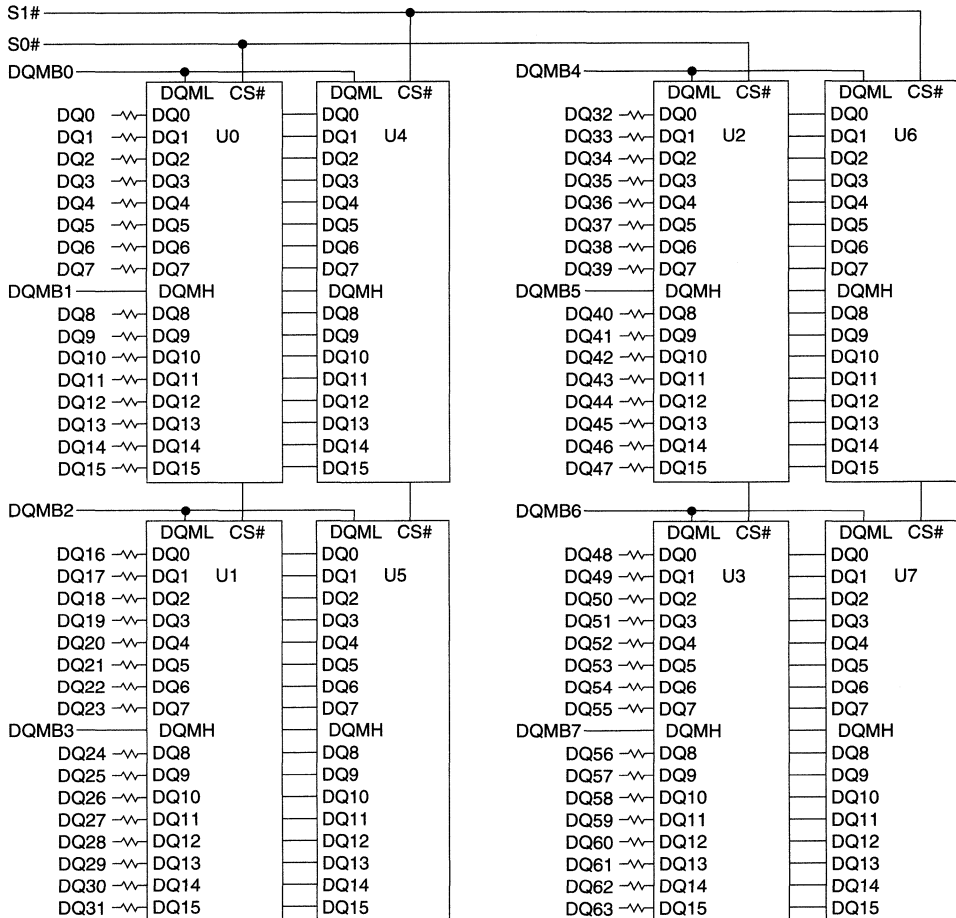 S1#
S0#
DQMB0 DQMB4
DQML CS# DQML CS# DQML CS# DQML CS#
DQ0 DQ0 DQ0 DQ32 DQ0 DQ0
DQ1 DQ1 U0 DQ1 U4 DQ33 DQ1 U2 DQ1 U6
DQ2 DQ2 DQ2 DQ34 DQ2 DQ2
DQ3 DQ3 DQ3 DQ35 DQ3 DQ3
DQ4 DQ4 DQ4 DQ36 DQ4 DQ4
DQ5 DQ5 DQ5 DQ37 DQ5 DQ5
DQ6 DQ6 DQ6 DQ38 DQ6 DQ6
DQ7 DQ7 DQ7 DQ39 DQ7 DQ7
DQMB1 DQMH DQMH DQMB5 DQMH DQMH
DQ8 DQ8 DQ8 DQ40 DQ8 DQ8
DQ9 DQ9 DQ9 DQ41 DQ9 DQ9
DQ10 DQ10 DQ10 DQ42 DQ10 DQ10
DQ11 DQ11 DQ11 DQ43 DQ11 DQ11
DQ12 DQ12 DQ12 DQ44 DQ12 DQ12
DQ13 DQ13 DQ13 DQ45 DQ13 DQ13
DQ14 DQ14 DQ14 DQ46 DQ14 DQ14
DQ15 DQ15 DQ15 DQ47 DQ15 DQ15
DQMB2 DQMB6
DQML CS# DQML CS# DQML CS# DQML CS#
DQ16 DQ0 DQ0 DQ48 DQ0 DQ0
DQ17 DQ1 U1 DQ1 U5 DQ49 DQ1 U3 DQ1 U7
DQ18 DQ2 DQ2 DQ50 DQ2 DQ2
DQ19 DQ3 DQ3 DQ51 DQ3 DQ3
DQ20 DQ4 DQ4 DQ52 DQ4 DQ4
DQ21 DQ5 DQ5 DQ53 DQ5 DQ5
DQ22 DQ6 DQ6 DQ54 DQ6 DQ6
DQ23 DQ7 DQ7 DQ55 DQ7 DQ7
DQMB3 DQMH DQMH DQMB7 DQMH DQMH
DQ24 DQ8 DQ8 DQ56 DQ8 DQ8
DQ25 DQ9 DQ9 DQ57 DQ9 DQ9
DQ26 DQ10 DQ10 DQ58 DQ10 DQ10
DQ27 DQ11 DQ11 DQ59 DQ11 DQ11
DQ28 DQ12 DQ12 DQ60 DQ12 DQ12
DQ29 DQ13 DQ13 DQ61 DQ13 DQ13
DQ30 DQ14 DQ14 DQ62 DQ14 DQ14
DQ31 DQ15 DQ15 DQ63 DQ15 DQ15